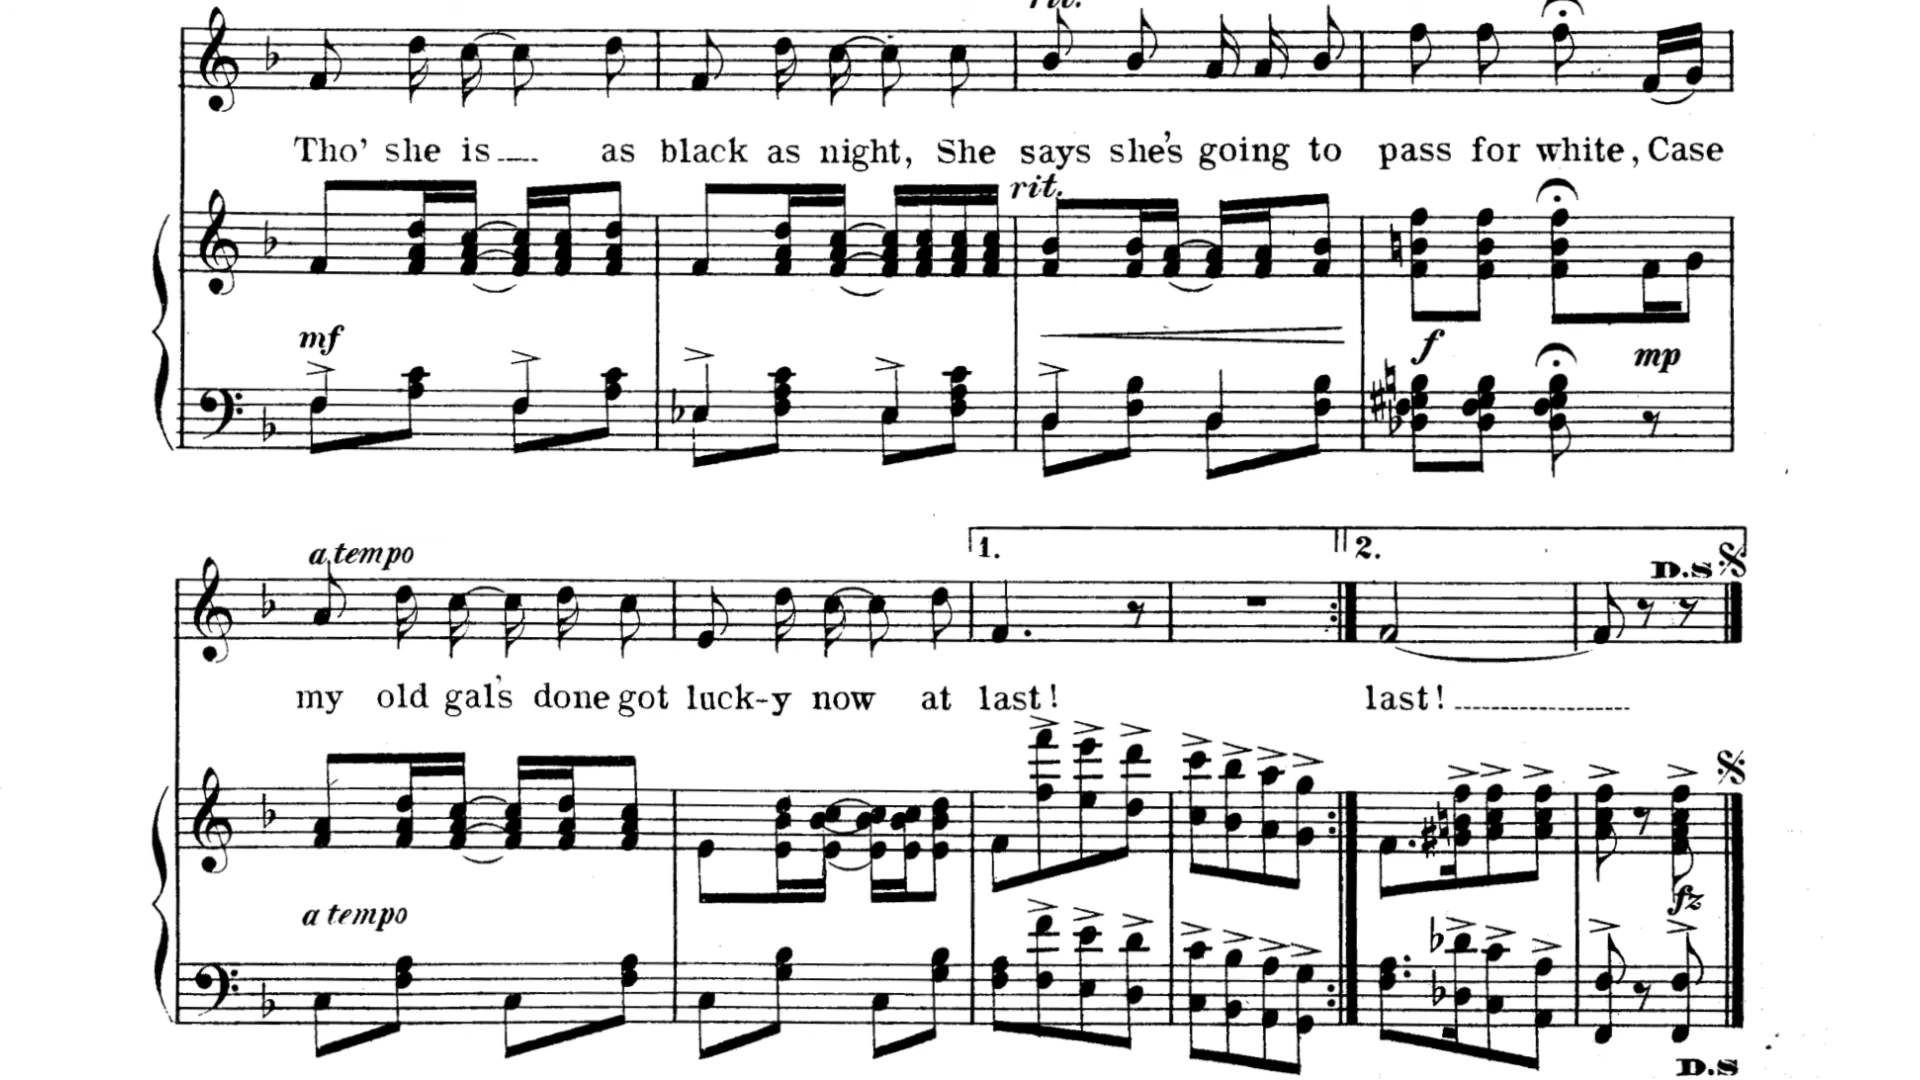 rit.
Tho' she is as black as night, She says she's going to pass for white, Case
rit.
mf
f
mp
a tempo
1.
2.
D.S
my old gal's done got luck-y now at last! last!
a tempo
fz
D.S